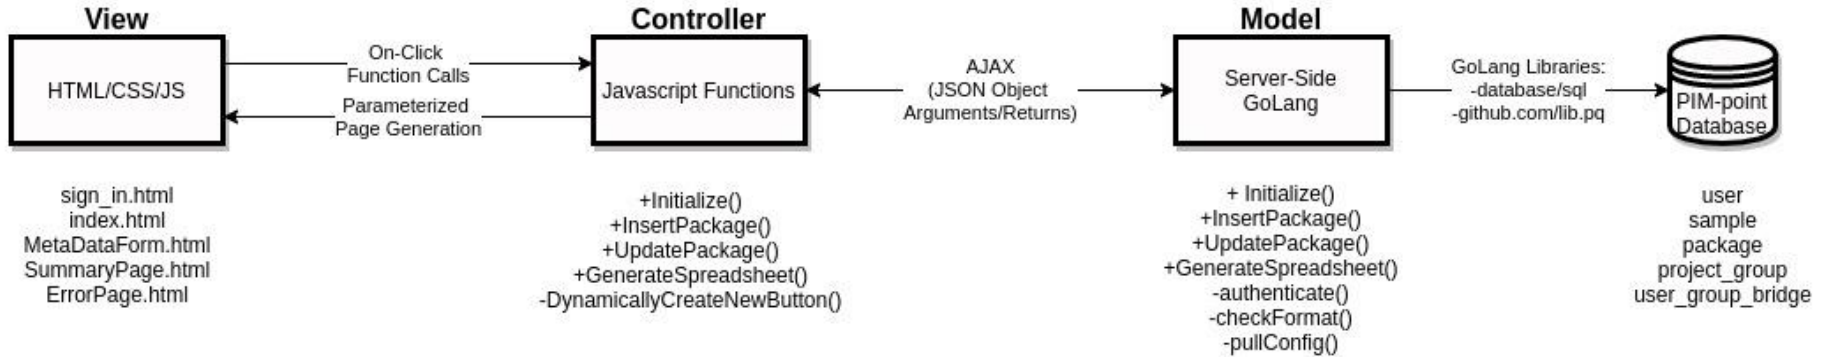 View
HTML/CSS/JS
sign_in.html
index.html
MetaDataForm.html
SummaryPage.html
ErrorPage.html
On-Click
Function Calls
Parameterized
Page Generation
Controller
Javascript Functions
+Initialize()
+InsertPackage()
+UpdatePackage()
+GenerateSpreadsheet()
-DynamicallyCreateNewButton()
AJAX
(JSON Object
Arguments/Returns)
Model
Server-Side
GoLang
+ Initialize()
+InsertPackage()
+UpdatePackage()
+GenerateSpreadsheet()
-authenticate()
-checkFormat()
-pullConfig()
GoLang Libraries:
-database/sql
-github.com/lib.pq
PIM-point
Database
user
sample
package
project_group
user_group_bridge